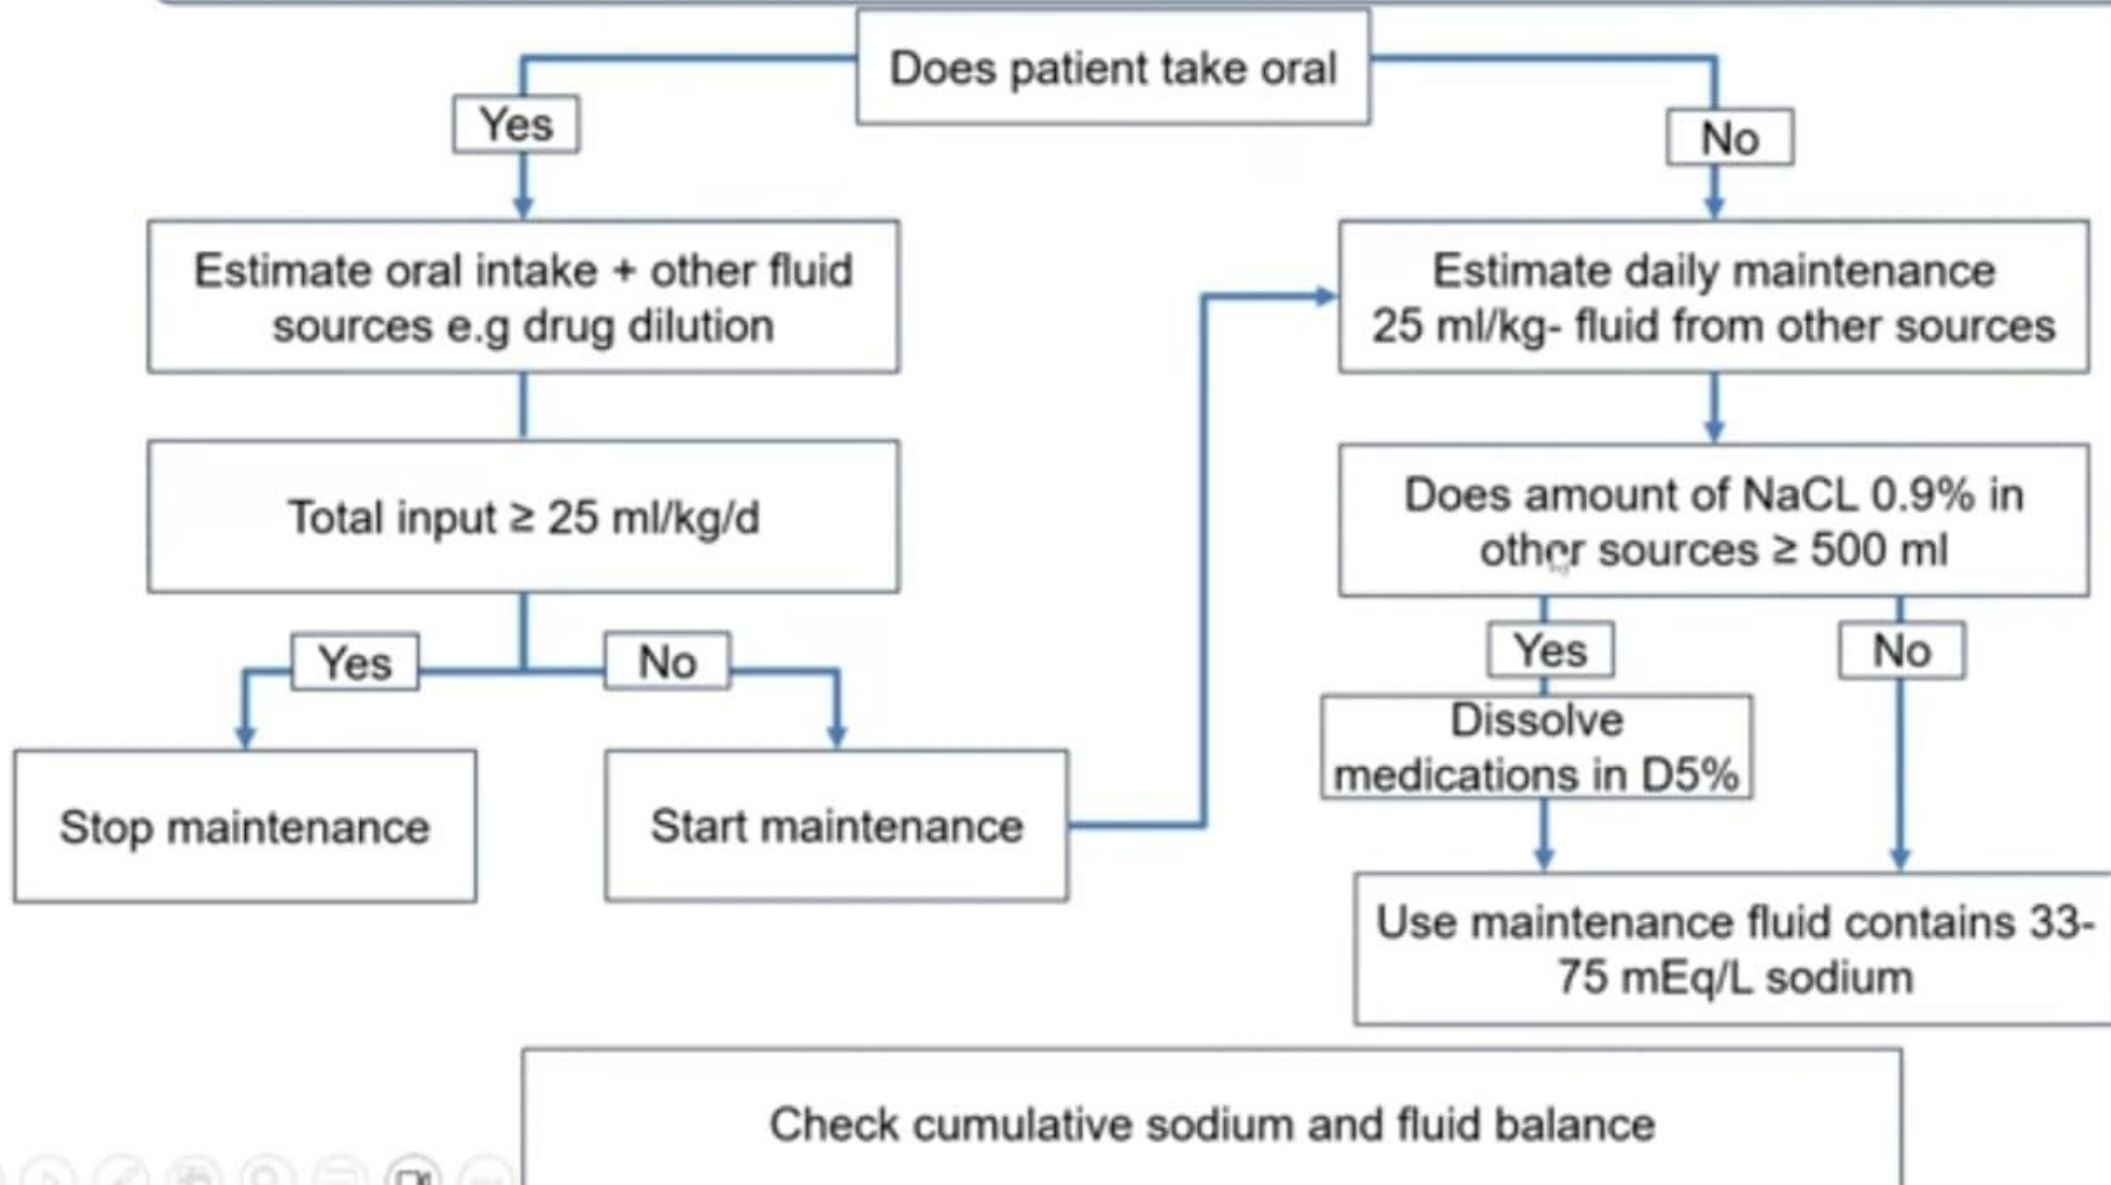 Does patient take oral
Yes
No
Estimate oral intake + other fluid
sources e.g drug dilution
Estimate daily maintenance
25 ml/kg- fluid from other sources
Total input ≥ 25 ml/kg/d
Does amount of NaCL 0.9% in
other sources ≥ 500 ml
Yes
No
Yes
No
Dissolve
medications in D5%
Stop maintenance
Start maintenance
Use maintenance fluid contains 33-
75 mEq/L sodium
Check cumulative sodium and fluid balance